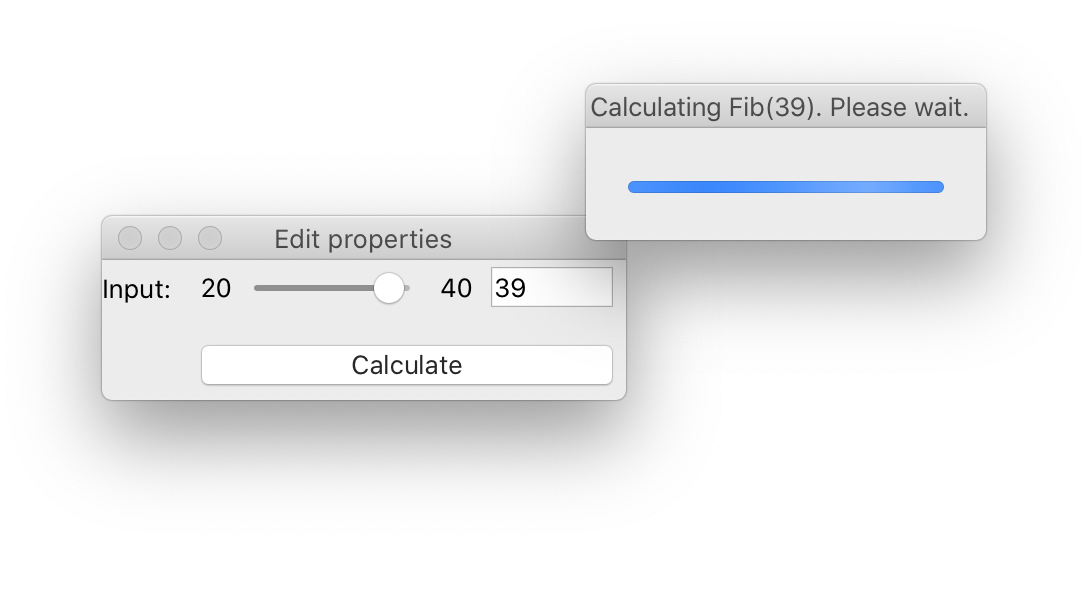 Calculating Fib(39). Please wait.
Edit properties
Input: 20 40 39
Calculate